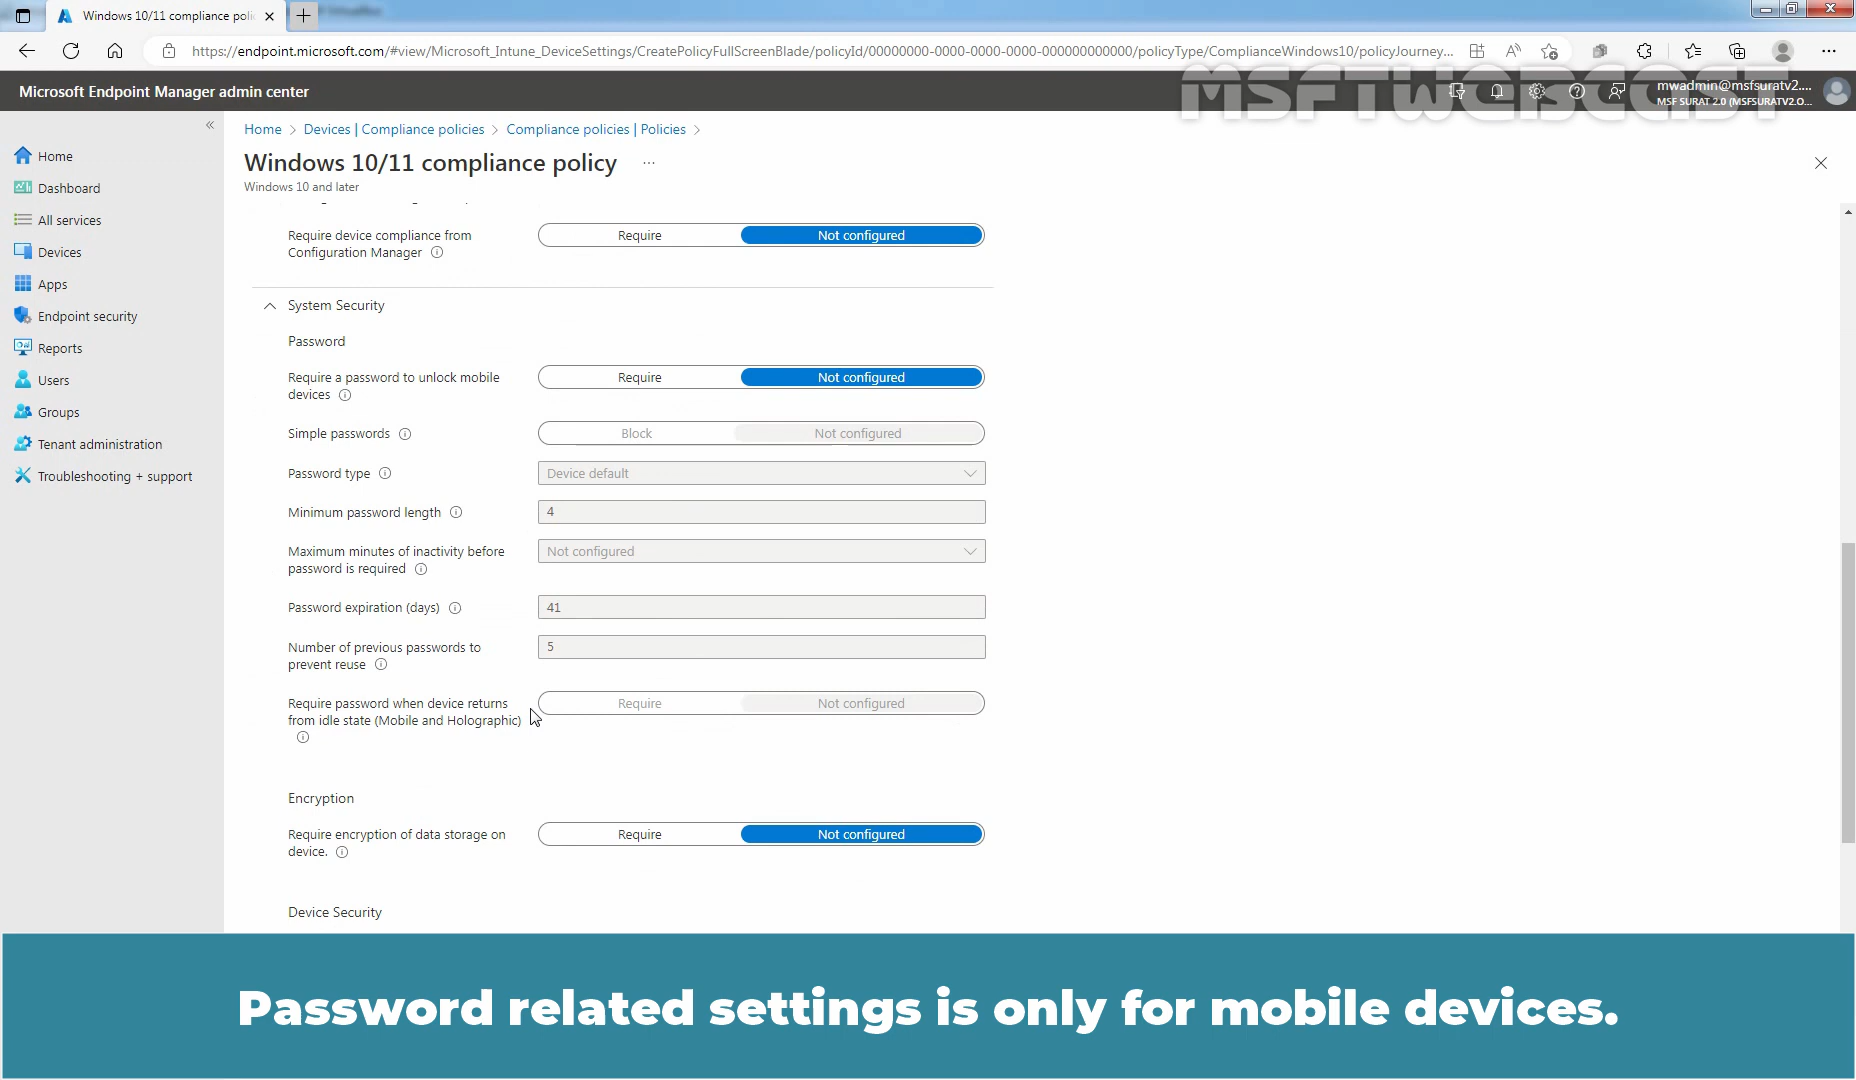 Windows 10/11 compliance poli
https://endpoint.microsoft.com/#view/Microsoft_Intune_DeviceSettings/CreatePolicyFullScreenBlade/policyId/00000000-0000-0000-0000-000000000000/policyType/ComplianceWindows10/policyJourney...
Microsoft Endpoint Manager admin center
MSFTWEBCAST
mwadmin@msfsuratv2....
MSF SURAT 2.0 (MSFSURATV2.O...
Home > Devices | Compliance policies > Compliance policies | Policies >
Windows 10/11 compliance policy ...
Windows 10 and later
Home
Dashboard
All services
Devices
Apps
Endpoint security
Reports
Users
Groups
Tenant administration
Troubleshooting + support
Require device compliance from
Configuration Manager
Require Not configured
System Security
Password
Require a password to unlock mobile
devices
Require Not configured
Simple passwords Block Not configured
Password type Device default
Minimum password length 4
Maximum minutes of inactivity before
password is required
Not configured
Password expiration (days) 41
Number of previous passwords to
prevent reuse
5
Require password when device returns
from idle state (Mobile and Holographic)
Require Not configured
Encryption
Require encryption of data storage on
device.
Require Not configured
Device Security
Password related settings is only for mobile devices.